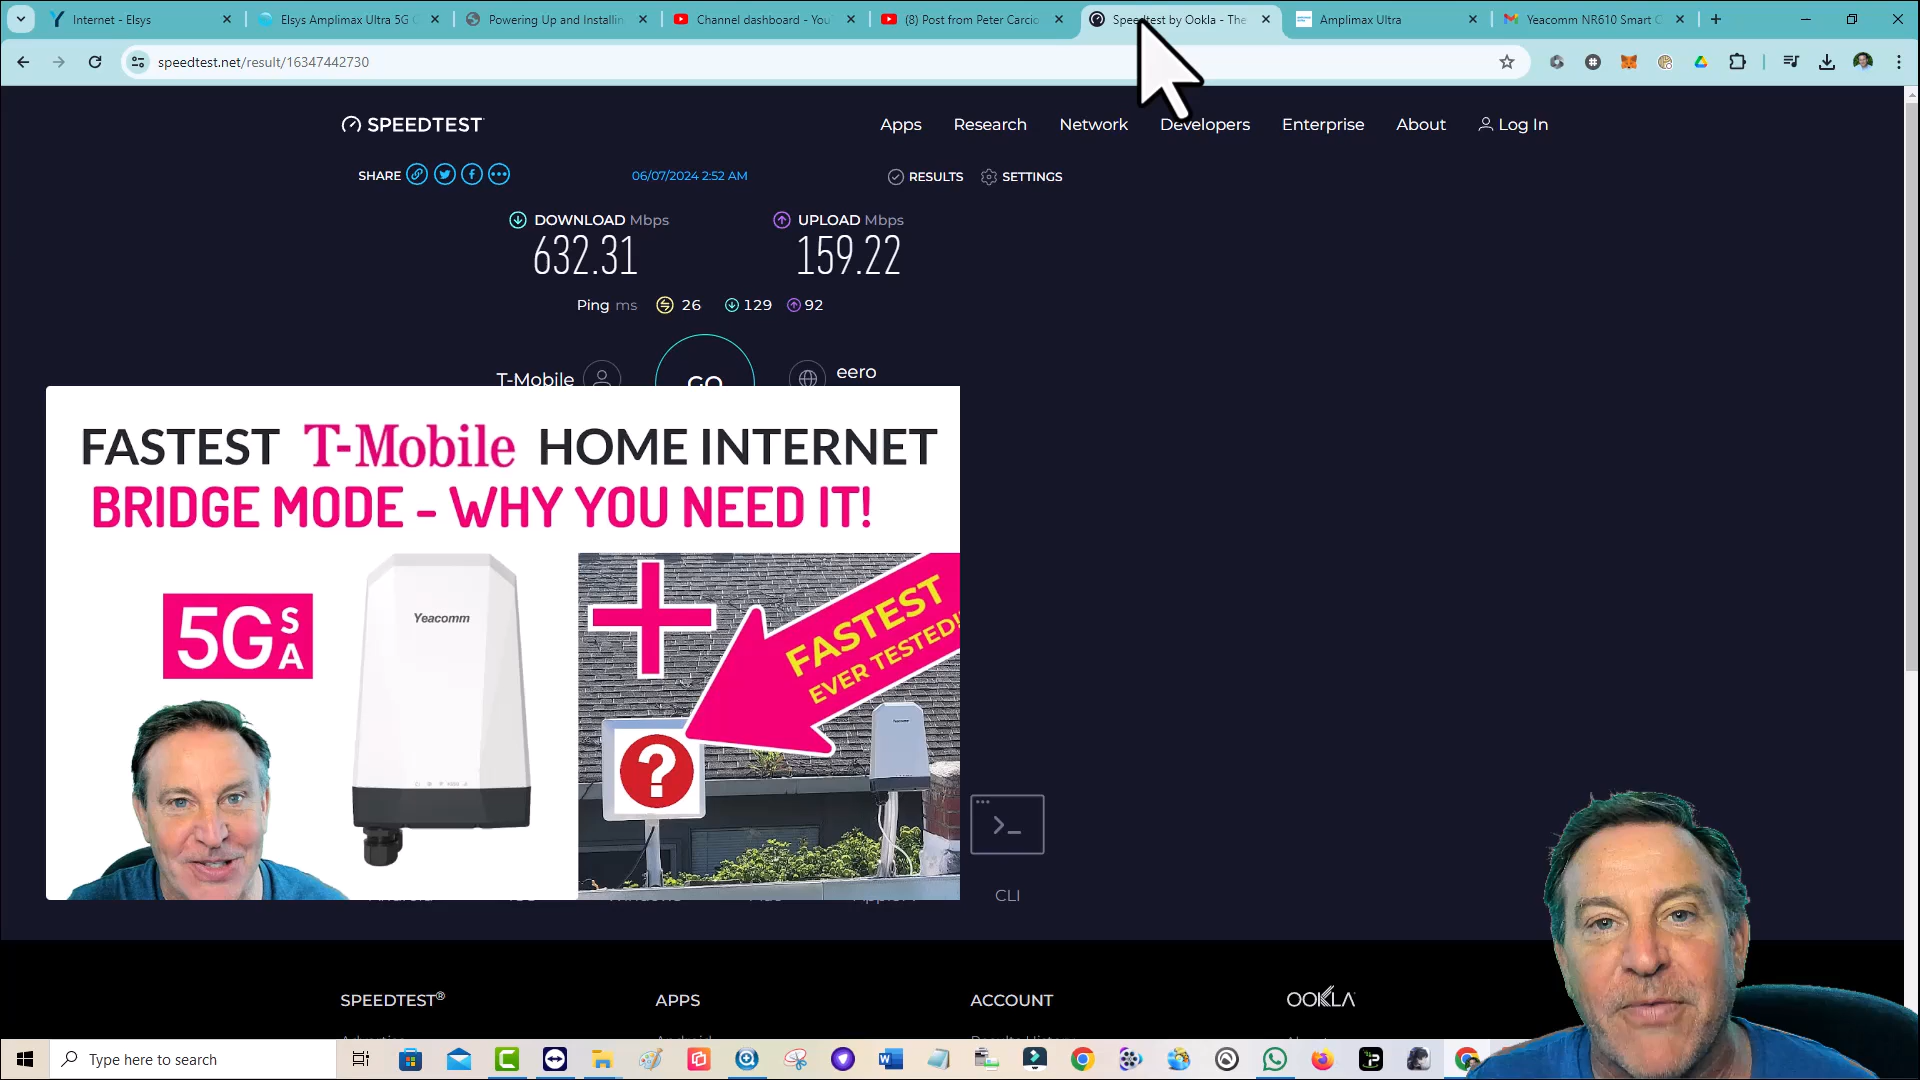 Internet - Elsys
Elsys Amplimax Ultra 5G C
Powering Up and Installin
Channel dashboard - You
(8) Post from Peter Carcio
Speedtest by Ookla - The
Amplimax Ultra
Yeacomm NR610 Smart C
speedtest.net/result/16347442730
SPEEDTEST
Apps
Research
Network
Developers
Enterprise
About
Log In
SHARE
06/07/2024 2:52 AM
RESULTS
SETTINGS
DOWNLOAD Mbps
632.31
UPLOAD Mbps
159.22
Ping ms 26 129 92
T-Mobile
GO
eero
FASTEST T-Mobile HOME INTERNET
BRIDGE MODE - WHY YOU NEED IT!
5G SA
Yeacomm
FASTEST
EVER TESTED!!
?
Yeacomm
CLI
SPEEDTEST®
APPS
ACCOUNT
OOKLA
Type here to search